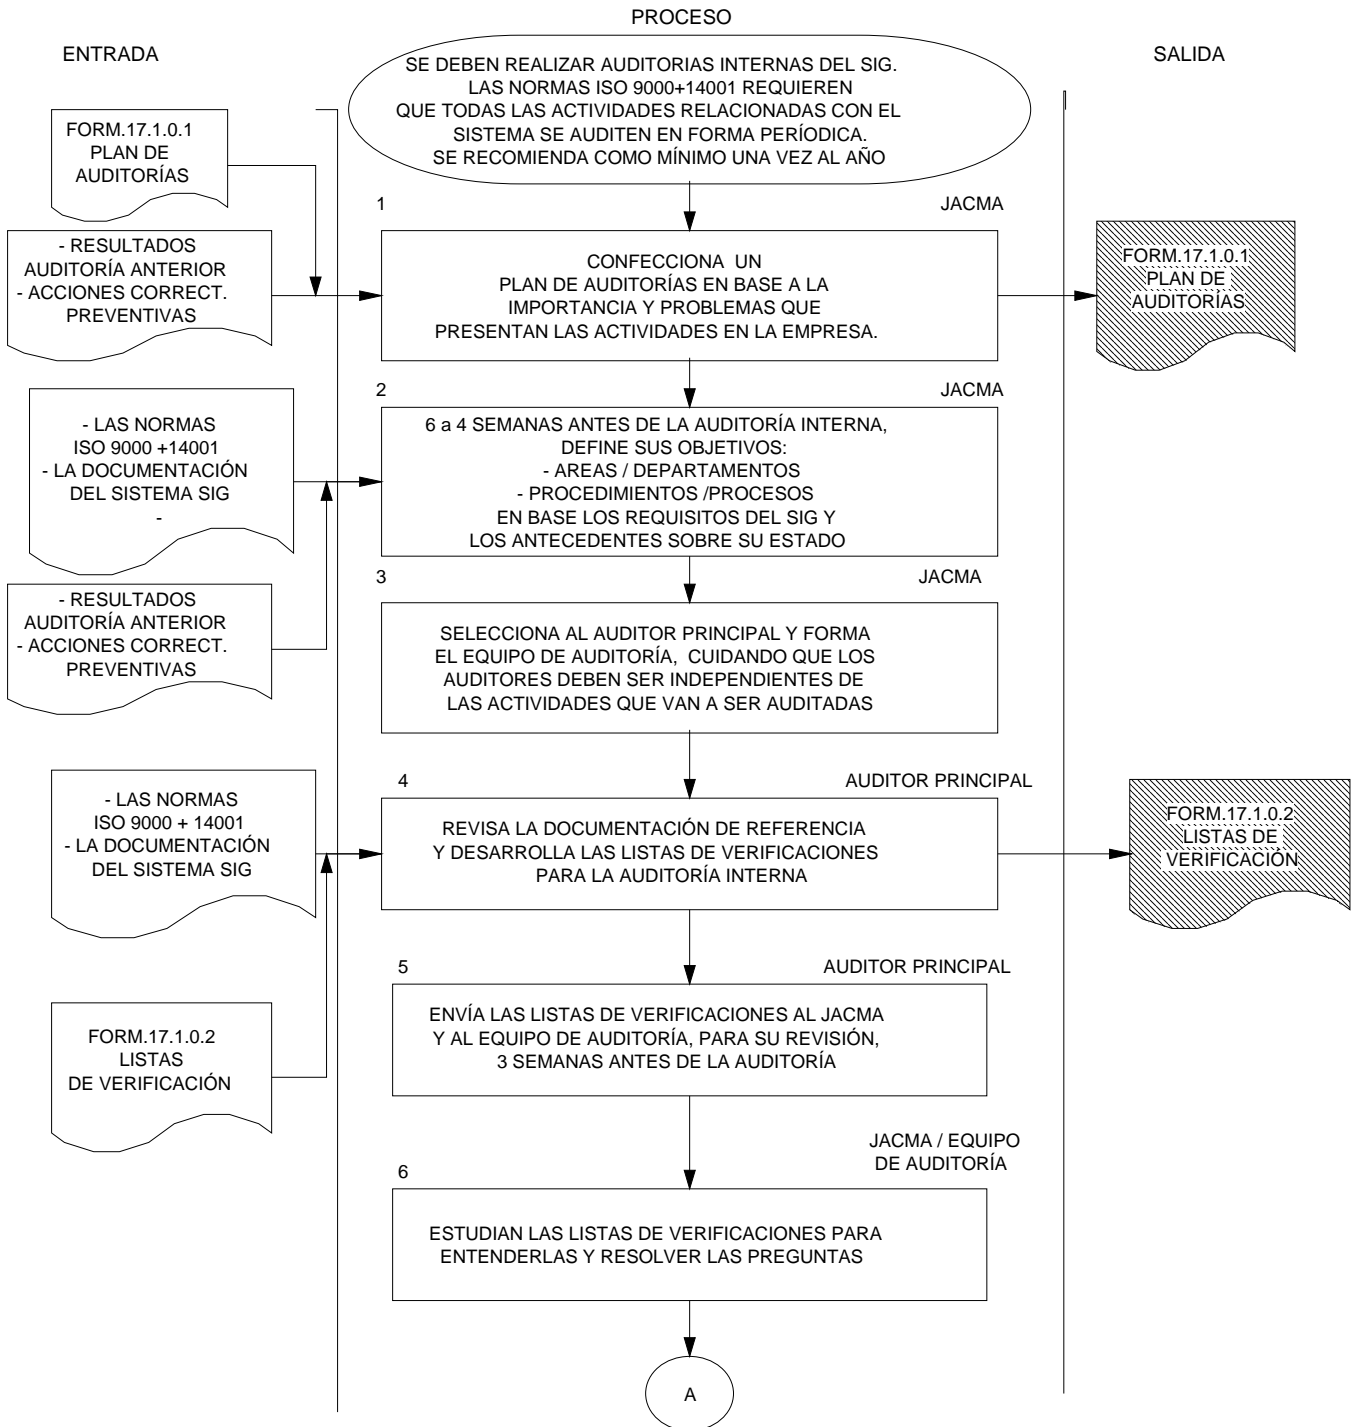 PROCESO
ENTRADA
SALIDA
SE DEBEN REALIZAR AUDITORIAS INTERNAS DEL SIG.
LAS NORMAS ISO 9000+14001 REQUIEREN
QUE TODAS LAS ACTIVIDADES RELACIONADAS CON EL
SISTEMA SE AUDITEN EN FORMA PERÍODICA.
SE RECOMIENDA COMO MÍNIMO UNA VEZ AL AÑO
FORM.17.1.0.1
PLAN DE
AUDITORÍAS
- RESULTADOS
AUDITORÍA ANTERIOR
- ACCIONES CORRECT.
PREVENTIVAS
1
JACMA
CONFECCIONA UN
PLAN DE AUDITORÍAS EN BASE A LA
IMPORTANCIA Y PROBLEMAS QUE
PRESENTAN LAS ACTIVIDADES EN LA EMPRESA.
FORM.17.1.0.1
PLAN DE
AUDITORÍAS
2
JACMA
- LAS NORMAS
ISO 9000 +14001
- LA DOCUMENTACIÓN
DEL SISTEMA SIG
-
6 a 4 SEMANAS ANTES DE LA AUDITORÍA INTERNA,
DEFINE SUS OBJETIVOS:
- AREAS / DEPARTAMENTOS
- PROCEDIMIENTOS /PROCESOS
EN BASE LOS REQUISITOS DEL SIG Y
LOS ANTECEDENTES SOBRE SU ESTADO
- RESULTADOS
AUDITORÍA ANTERIOR
- ACCIONES CORRECT.
PREVENTIVAS
3
JACMA
SELECCIONA AL AUDITOR PRINCIPAL Y FORMA
EL EQUIPO DE AUDITORÍA, CUIDANDO QUE LOS
AUDITORES DEBEN SER INDEPENDIENTES DE
LAS ACTIVIDADES QUE VAN A SER AUDITADAS
4
AUDITOR PRINCIPAL
- LAS NORMAS
ISO 9000 + 14001
- LA DOCUMENTACIÓN
DEL SISTEMA SIG
REVISA LA DOCUMENTACIÓN DE REFERENCIA
Y DESARROLLA LAS LISTAS DE VERIFICACIONES
PARA LA AUDITORÍA INTERNA
FORM.17.1.0.2
LISTAS DE
VERIFICACIÓN
5
AUDITOR PRINCIPAL
FORM.17.1.0.2
LISTAS
DE VERIFICACIÓN
ENVÍA LAS LISTAS DE VERIFICACIONES AL JACMA
Y AL EQUIPO DE AUDITORÍA, PARA SU REVISIÓN,
3 SEMANAS ANTES DE LA AUDITORÍA
JACMA / EQUIPO
DE AUDITORÍA
6
ESTUDIAN LAS LISTAS DE VERIFICACIONES PARA
ENTENDERLAS Y RESOLVER LAS PREGUNTAS
A